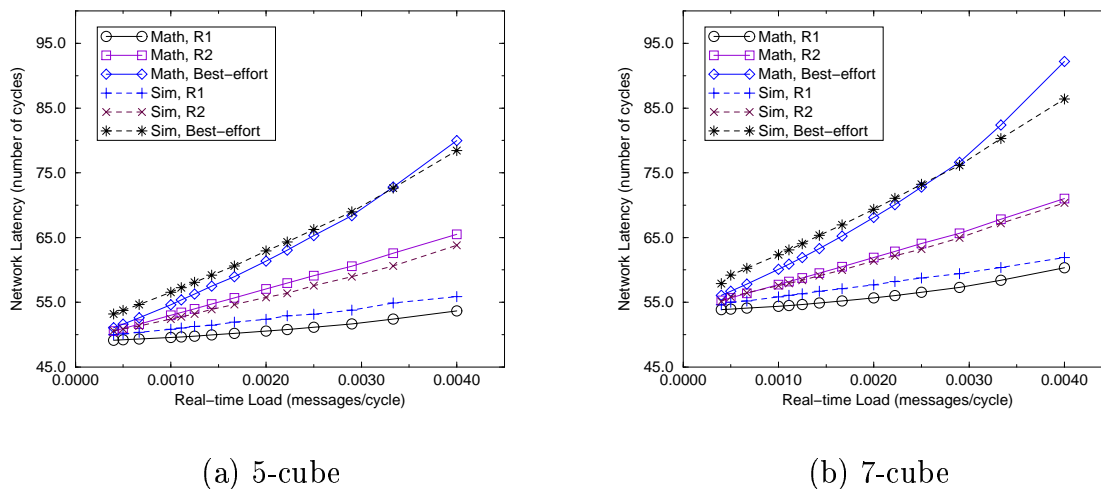 95.0
85.0
75.0
65.0
55.0
45.0
Network Latency (number of cycles)
Math, R1
Math, R2
Math, Best−effort
Sim, R1
Sim, R2
Sim, Best−effort
0.0000 0.0010 0.0020 0.0030 0.0040
Real−time Load (messages/cycle)
(a) 5-cube
95.0
85.0
75.0
65.0
55.0
45.0
Network Latency (number of cycles)
Math, R1
Math, R2
Math, Best−effort
Sim, R1
Sim, R2
Sim, Best−effort
0.0000 0.0010 0.0020 0.0030 0.0040
Real−time Load (messages/cycle)
(b) 7-cube